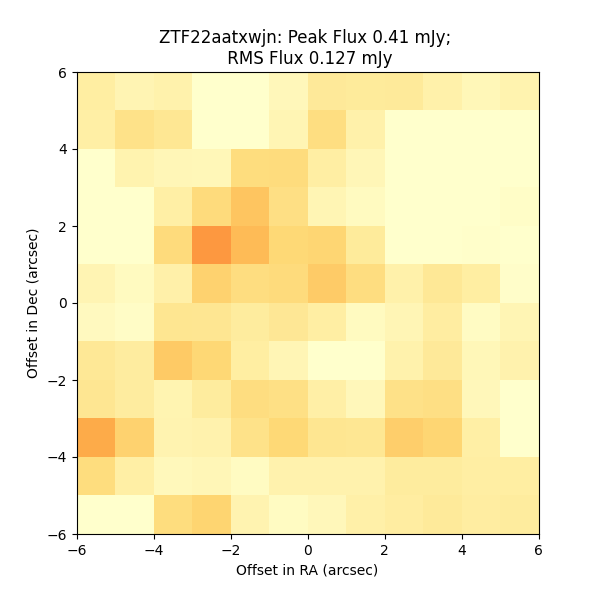 ZTF22aatxwjn: Peak Flux 0.41 mJy;
RMS Flux 0.127 mJy
6
4
2
0
−2
−4
−6
Offset in Dec (arcsec)
−6 −4 −2 0 2 4 6
Offset in RA (arcsec)